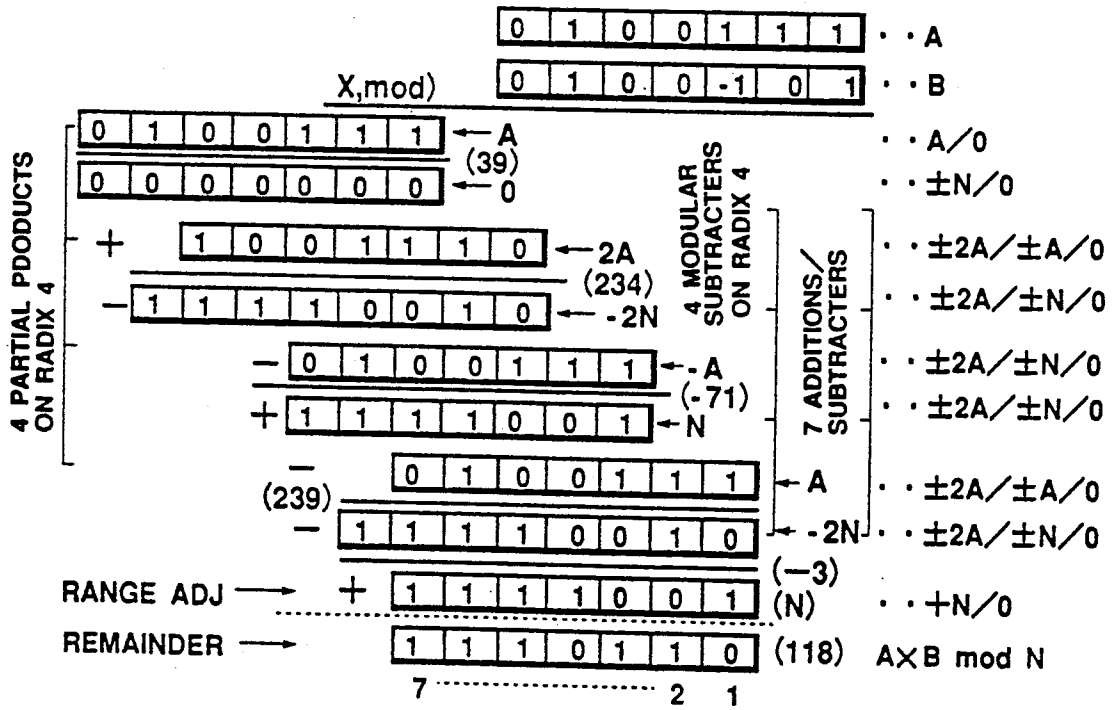 0 1 0 0 1 1 1 · · A
X,mod) 0 1 0 0 -1 0 1 · · B
0 1 0 0 1 1 1 ← A · · A/0
(39)
0 0 0 0 0 0 0 ← 0 · · ±N/0
+ 1 0 0 1 1 1 0 ← 2A · · ±2A/±A/0
(234)
- 1 1 1 1 0 0 1 0 ← -2N · · ±2A/±N/0
- 0 1 0 0 1 1 1 ← -A · · ±2A/±N/0
(-71)
+ 1 1 1 1 0 0 1 ← N · · ±2A/±N/0
- 0 1 0 0 1 1 1 ← A · · ±2A/±A/0
(239)
- 1 1 1 1 0 0 1 0 ← -2N · · ±2A/±N/0
(-3)
RANGE ADJ → + 1 1 1 1 0 0 1 (N) · · +N/0
REMAINDER → 1 1 1 0 1 1 0 (118) A×B mod N
7 2 1
4 PARTIAL PDODUCTS
ON RADIX 4
4 MODULAR
SUBTRACTERS
ON RADIX 4
7 ADDITIONS/
SUBTRACTERS